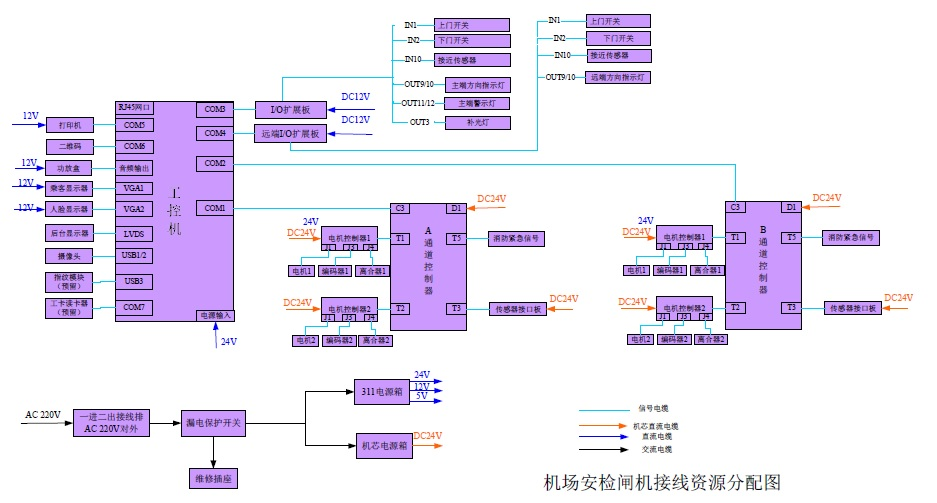 IN1
上门开关
IN2
下门开关
IN10
接近传感器
OUT9/10
主端方向指示灯
OUT11/12
主端警示灯
OUT3
补光灯
IN1
上门开关
IN2
下门开关
IN10
接近传感器
OUT9/10
远端方向指示灯
RJ45网口
COM3
I/O扩展板
DC12V
COM4
远端I/O扩展板
DC12V
COM2
COM1
工控机
12V
打印机
COM5
二维码
COM6
12V
功放盒
音频输出
12V
乘客显示器
VGA1
12V
人脸显示器
VGA2
后台显示器
LVDS
摄像头
USB1/2
指纹模块
(预留)
USB3
工卡读卡器
(预留)
COM7
电源输入
24V
C3
D1
DC24V
A通道控制器
24V
DC24V
电机控制器1
J1
J3
J4
T1
T5
消防紧急信号
电机1
编码器1
离合器1
DC24V
电机控制器2
J1
J3
J4
T2
T3
传感器接口板
DC24V
电机2
编码器2
离合器2
C3
D1
DC24V
B通道控制器
24V
DC24V
电机控制器1
J1
J3
J4
T1
T5
消防紧急信号
电机1
编码器1
离合器1
DC24V
电机控制器2
J1
J3
J4
T2
T3
传感器接口板
DC24V
电机2
编码器2
离合器2
AC 220V
一进二出接线排
AC 220V对外
漏电保护开关
维修插座
311电源箱
24V
12V
5V
机芯电源箱
DC24V
信号电缆
机芯直流电缆
直流电缆
交流电缆
机场安检闸机接线资源分配图